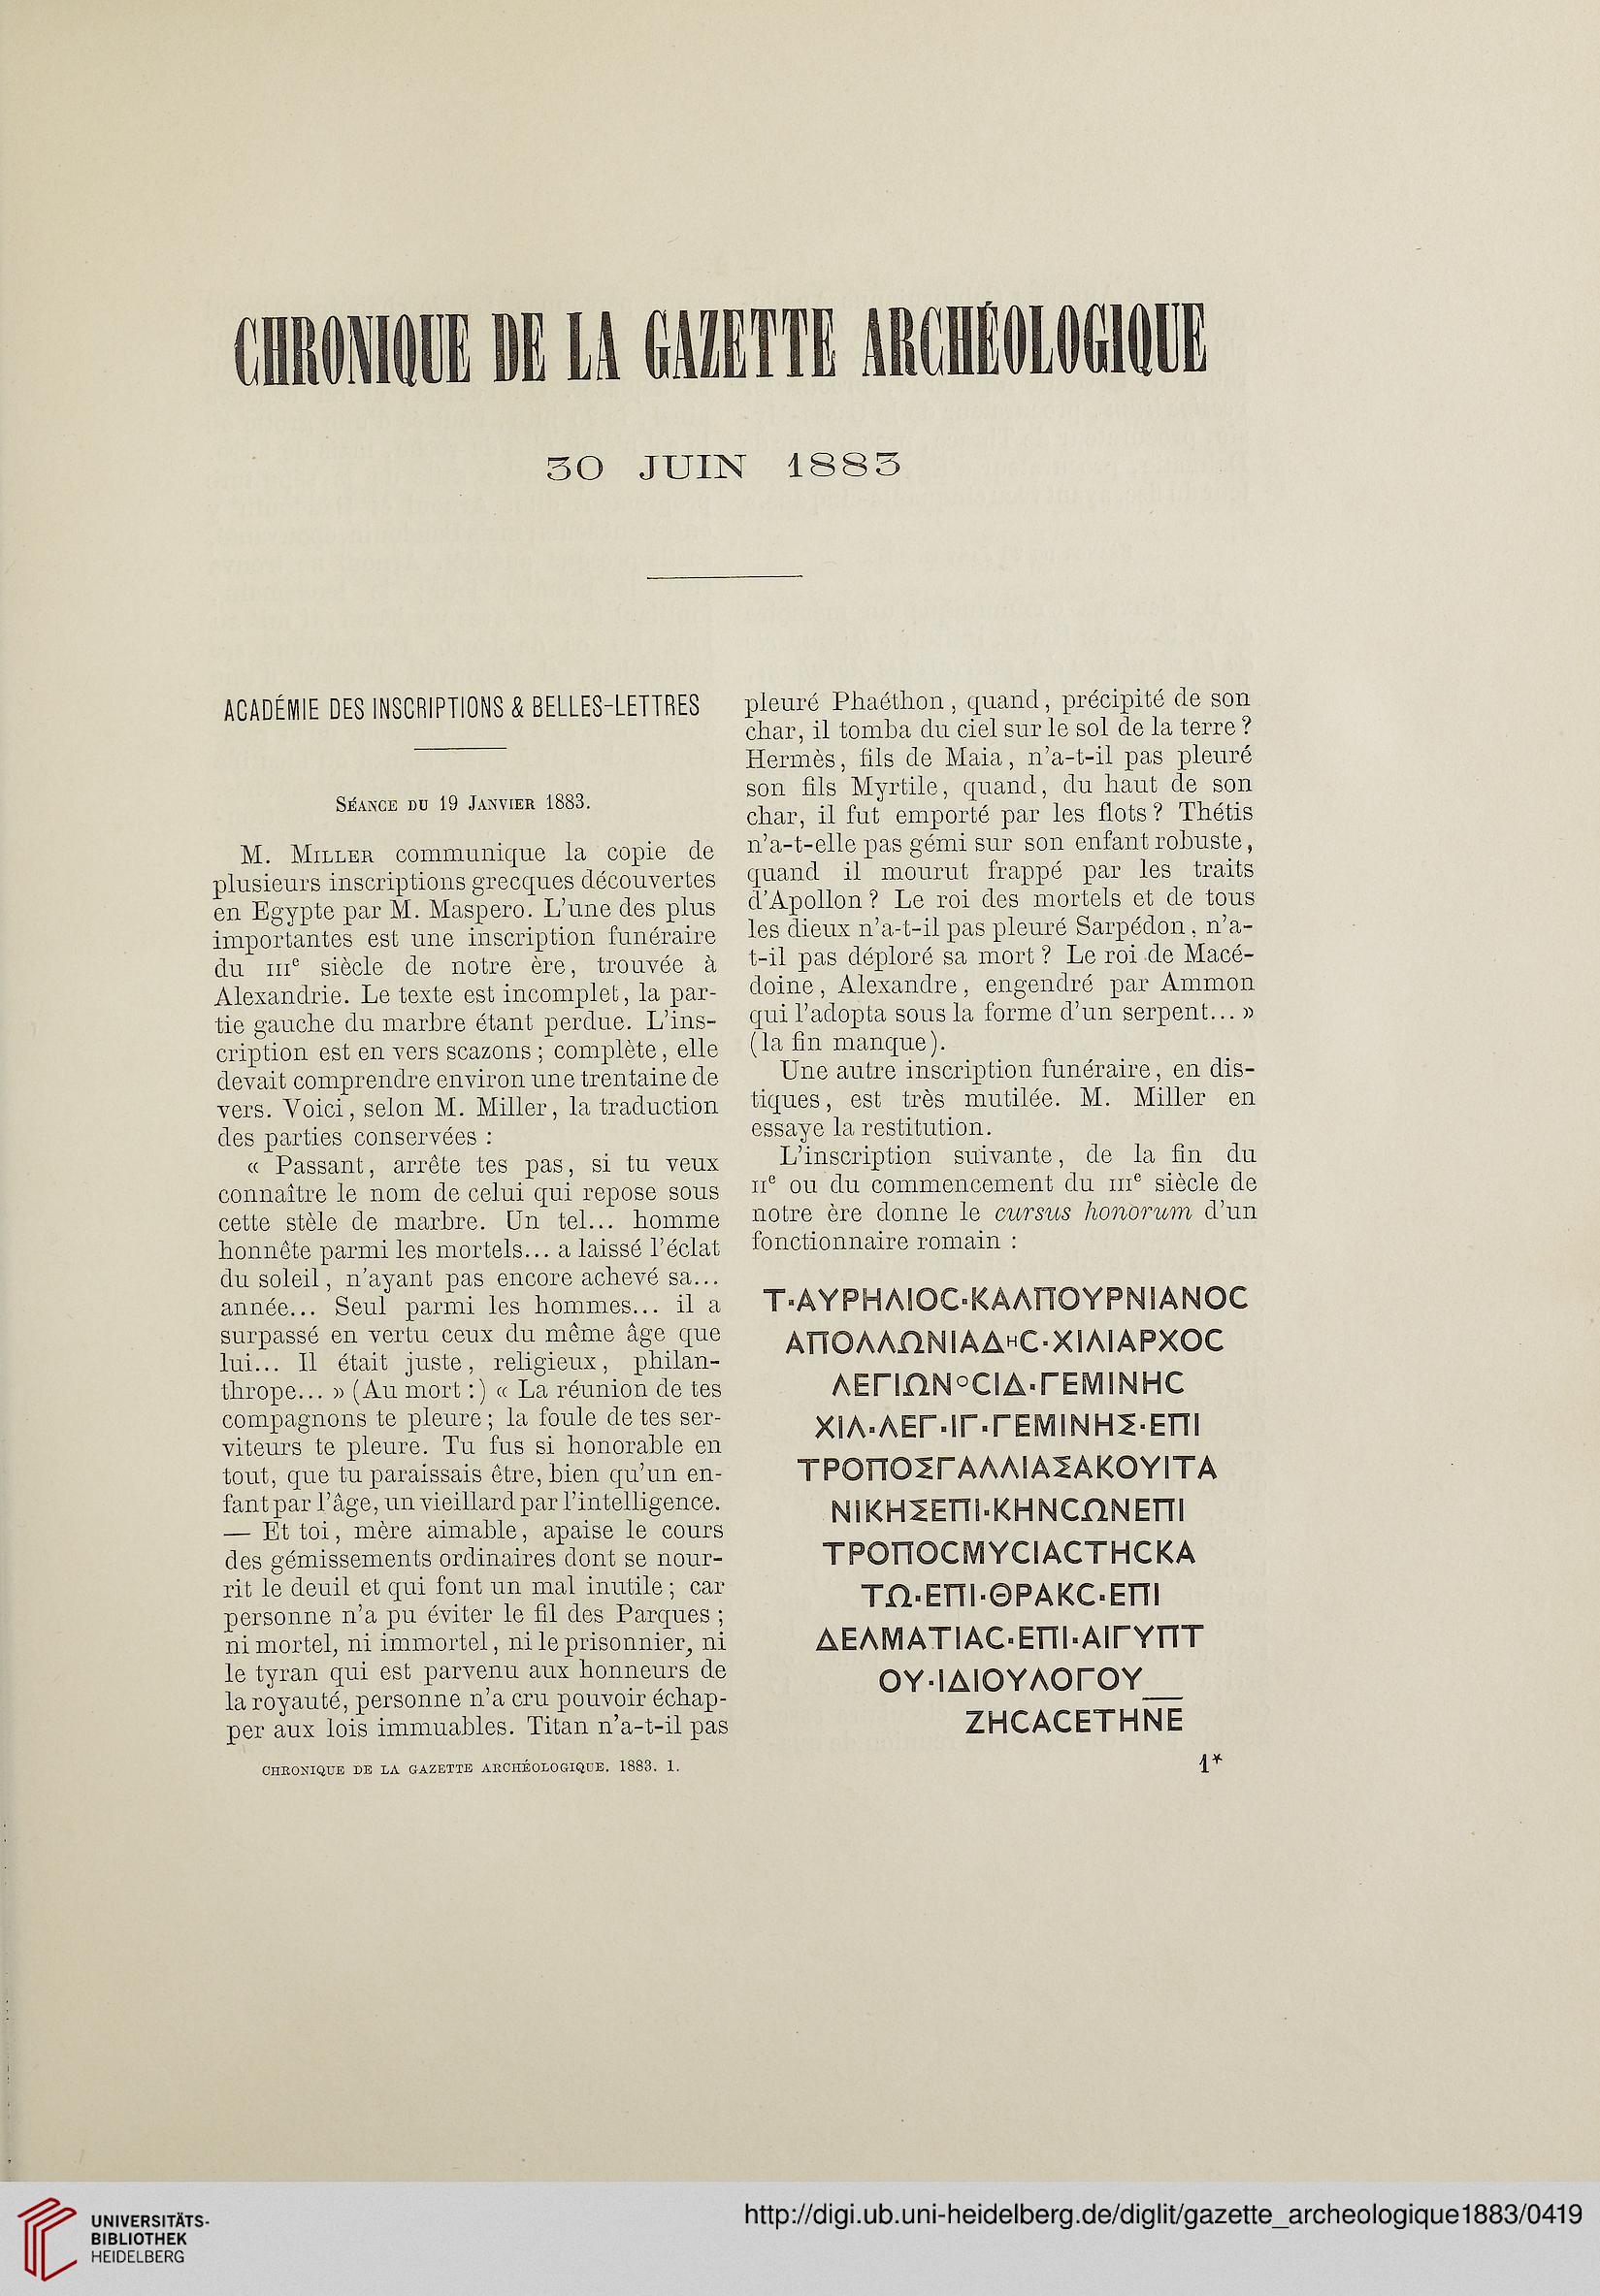 CHRONIQUE DE LA GAZETTE ARCHÉOLOGIQUE
30 JUIN 1883
ACADÉMIE DES INSCRIPTIONS & BELLES-LETTRES
SÉANCE DU 19 JANVIER 1883.
M. MILLER communique la copie de
plusieurs inscriptions grecques découvertes
en Egypte par M. Maspero. L'une des plus
importantes est une inscription funéraire
du IIIe siècle de notre ère, trouvée à
Alexandrie. Le texte est incomplet, la par-
tie gauche du marbre étant perdue. L'ins-
cription est en vers scazons ; complète, elle
devait comprendre environ une trentaine de
vers. Voici, selon M. Miller, la traduction
des parties conservées :
« Passant, arrête tes pas, si tu veux
connaître le nom de celui qui repose sous
cette stèle de marbre. Un tel... homme
honnête parmi les mortels... a laissé l'éclat
du soleil, n'ayant pas encore achevé sa...
année... Seul parmi les hommes... il a
surpassé en vertu ceux du même âge que
lui... Il était juste, religieux, philan-
thrope... » (Au mort :) « La réunion de tes
compagnons te pleure ; la foule de tes ser-
viteurs te pleure. Tu fus si honorable en
tout, que tu paraissais être, bien qu'un en-
fant par l'âge, un vieillard par l'intelligence.
— Et toi, mère aimable, apaise le cours
des gémissements ordinaires dont se nour-
rit le deuil et qui font un mal inutile ; car
personne n'a pu éviter le fil des Parques ;
ni mortel, ni immortel, ni le prisonnier, ni
le tyran qui est parvenu aux honneurs de
la royauté, personne n'a cru pouvoir échap-
per aux lois immuables. Titan n'a-t-il pas
CHRONIQUE DE LA GAZETTE ARCHÉOLOGIQUE. 1883. 1.
pleuré Phaéthon, quand, précipité de son
char, il tomba du ciel sur le sol de la terre ?
Hermès, fils de Maia, n'a-t-il pas pleuré
son fils Myrtile, quand, du haut de son
char, il fut emporté par les flots ? Thétis
n'a-t-elle pas gémi sur son enfant robuste,
quand il mourut frappé par les traits
d'Apollon ? Le roi des mortels et de tous
les dieux n'a-t-il pas pleuré Sarpédon, n'a-
t-il pas déploré sa mort ? Le roi de Macé-
doine, Alexandre, engendré par Ammon
qui l'adopta sous la forme d'un serpent... »
(la fin manque).
Une autre inscription funéraire, en dis-
tiques, est très mutilée. M. Miller en
essaye la restitution.
L'inscription suivante, de la fin du
IIe ou du commencement du IIIe siècle de
notre ère donne le cursus honorum d'un
fonctionnaire romain :
Τ·ΑΥΡΗΛΙΟC·ΚΑΛΠΟΥΡΝΙΑΝΟC
ΑΠΟΛΛΩΝΙΑΔΗC·ΧΙΛΙΑΡΧΟC
ΛΕΓΙΩΝΟCΙΔ·ΓΕΜΙΝΗC
ΧΙΛ·ΛΕΓ·ΙΓ·ΓΕΜΙΝΗΣ·ΕΠΙ
ΤΡΟΠΟΣΓΑΛΛΙΑΣΑΚΟΥΙΤΑ
ΝΙΚΗΣΕΠΙ·ΚΗΝCΩΝΕΠΙ
ΤΡΟΠΟCΜΥCΙΑCΤΗCΚΑ
ΤΩ·ΕΠΙ·ΘΡΑΚC·ΕΠΙ
ΔΕΛΜΑΤΙΑC·ΕΠΙ·ΑΙΓΥΠΤ
ΟΥ·ΙΔΙΟΥΛΟΓΟΥ
ΖΗCΑCΕΤΗΝΕ
1*
UNIVERSITÄTS-
BIBLIOTHEK
HEIDELBERG
http://digi.ub.uni-heidelberg.de/diglit/gazette_archeologique1883/0419